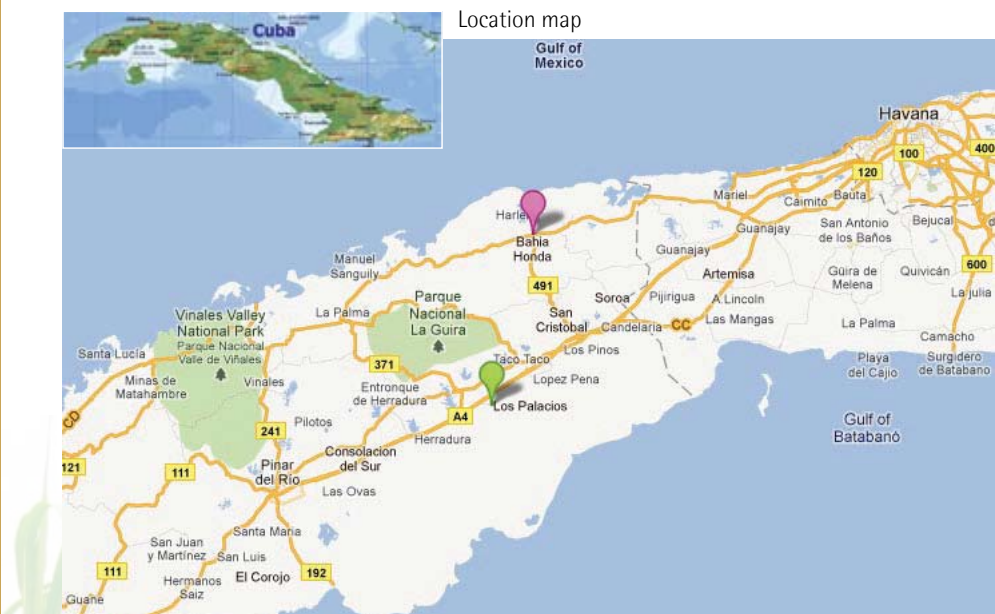 Location map
Cuba
Gulf of
Mexico
Havana
100
400
120
Mariel
Bauta
Caimito
Harle
Bahia
Honda
Guanajay
San Antonio
de los Baños
Bejucal
Guanajay
Manuel
Sanguily
491
Artemisa
600
Güira de
Melena
Quivicán
La julia
Parque
Nacional
La Guira
Soroa
Pijirigua
A.Lincoln
La Palma
San
Cristobal
Candelaria
CC
Las Mangas
La Palma
Vinales Valley
National Park
Parque Nacional
Valle de Viñales
Camacho
Santa Lucía
371
Taco Taco
Los Pinos
Playa
del Cajio
Surgidero
de Batabano
Minas de
Matahambre
Vinales
Entronque
de Herradura
Lopez Pena
Los Palacios
A4
CD
Pilotos
241
Herradura
Gulf of
Batabanó
121
111
Pinar
del Rio
Consolacion
del Sur
Las Ovas
Santa Maria
San Juan
y Martínez
San Luis
111
Hermanos
Saiz
El Corojo
192
Guane